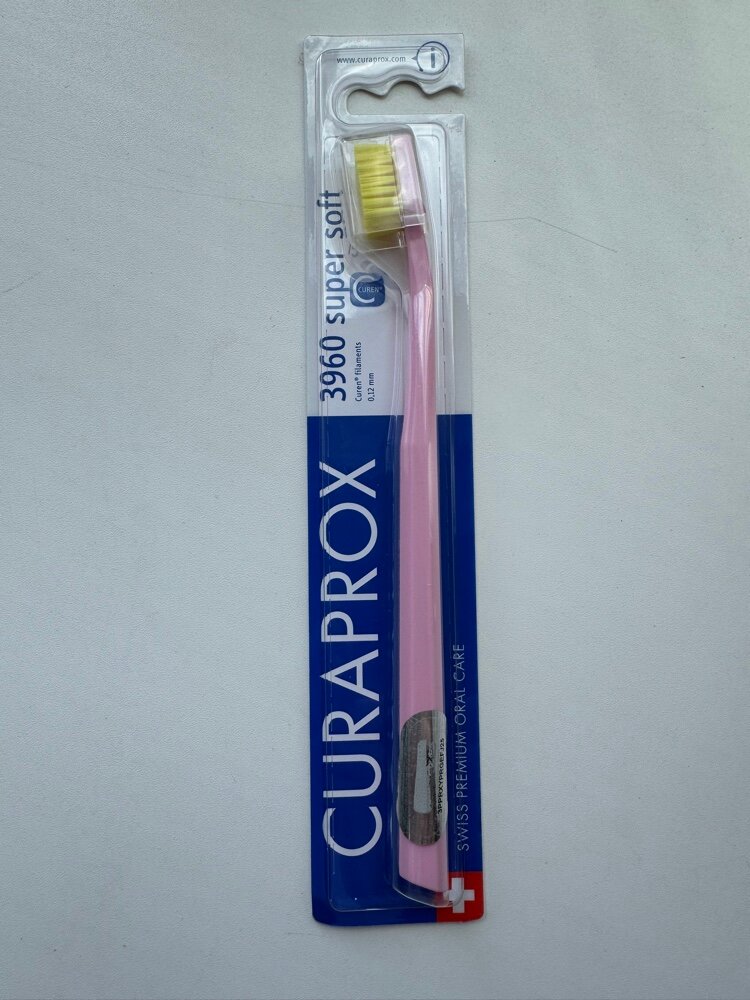 www.curaprox.com
i
3960 super soft
CUREN®
Curen® filaments
0,12 mm
CURAPROX
SWISS PREMIUM ORAL CARE